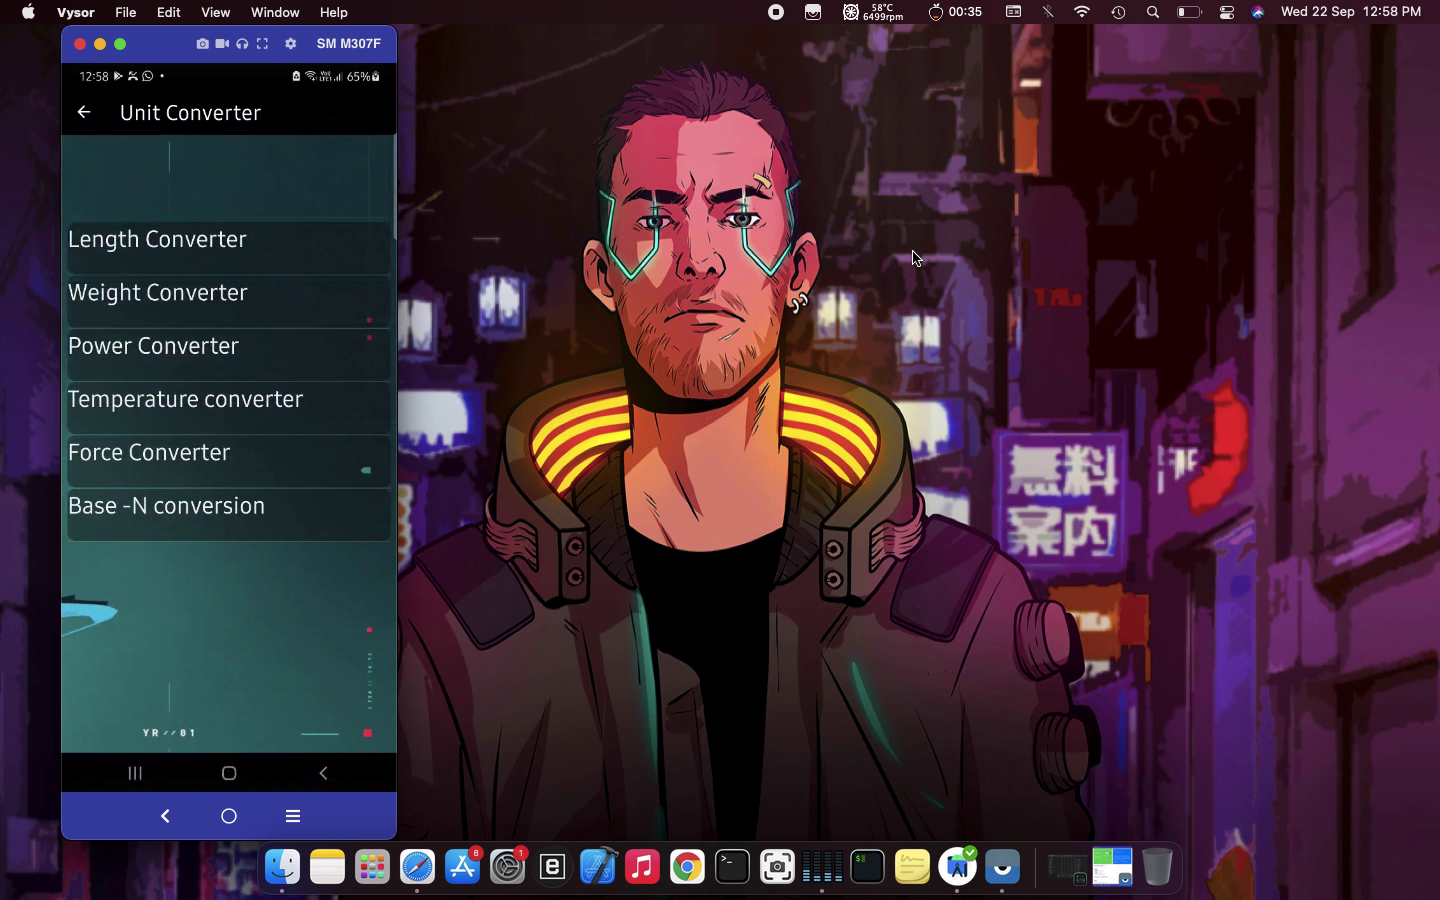 Vysor File Edit View Window Help
58°C
6499rpm
00:35
Wed 22 Sep 12:58 PM
SM M307F
12:58
65%
Unit Converter
Length Converter
Weight Converter
Power Converter
Temperature converter
Force Converter
Base -N conversion
YR//01
無料
案内
8
1